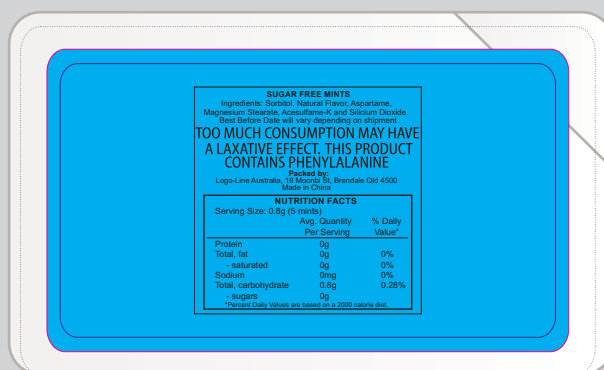 SUGAR FREE MINTS
Ingredients: Sorbitol, Natural Flavor, Aspartame,
Magnesium Stearate, Acesulfame-K and Silicium Dioxide.
Best Before Date will vary depending on shipment
TOO MUCH CONSUMPTION MAY HAVE
A LAXATIVE EFFECT. THIS PRODUCT
CONTAINS PHENYLALANINE
Packed by:
Logo-Line Australia, 18 Moonta St, Brendale Qld 4500
Made in China
NUTRITION FACTS
Serving Size: 0.8g (5 mints)
Avg. Quantity % Daily
Per Serving Value*
Protein 0g
Total, fat 0g 0%
- saturated 0g 0%
Sodium 0mg 0%
Total, carbohydrate 0.8g 0.28%
- sugars 0g
*Percent Daily Values are based on a 2000 calorie diet.